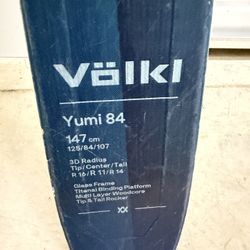 Völkl
Yumi 84
147 cm
125/84/107
3D Radius
Tip/Center/Tail
R 16/R 11/R 14
Glass Frame
Titanal Binding Platform
Multi Layer Woodcore
Tip & Tail Rocker